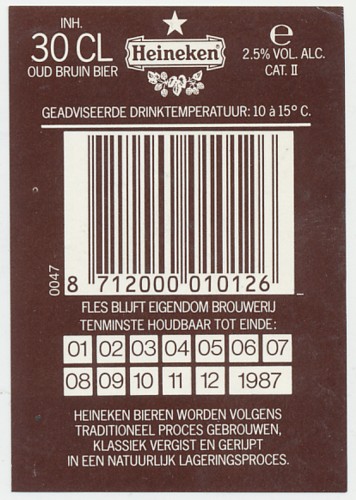 INH.
30 CL
OUD BRUIN BIER
Heineken
℮
2.5% VOL. ALC.
CAT. II
GEADVISEERDE DRINKTEMPERATUUR: 10 à 15° C.
0047
8 712000 010126
FLES BLIJFT EIGENDOM BROUWERIJ
TENMINSTE HOUDBAAR TOT EINDE:
01 02 03 04 05 06 07
08 09 10 11 12 1987
HEINEKEN BIEREN WORDEN VOLGENS
TRADITIONEEL PROCES GEBROUWEN,
KLASSIEK VERGIST EN GERIJPT
IN EEN NATUURLIJK LAGERINGSPROCES.